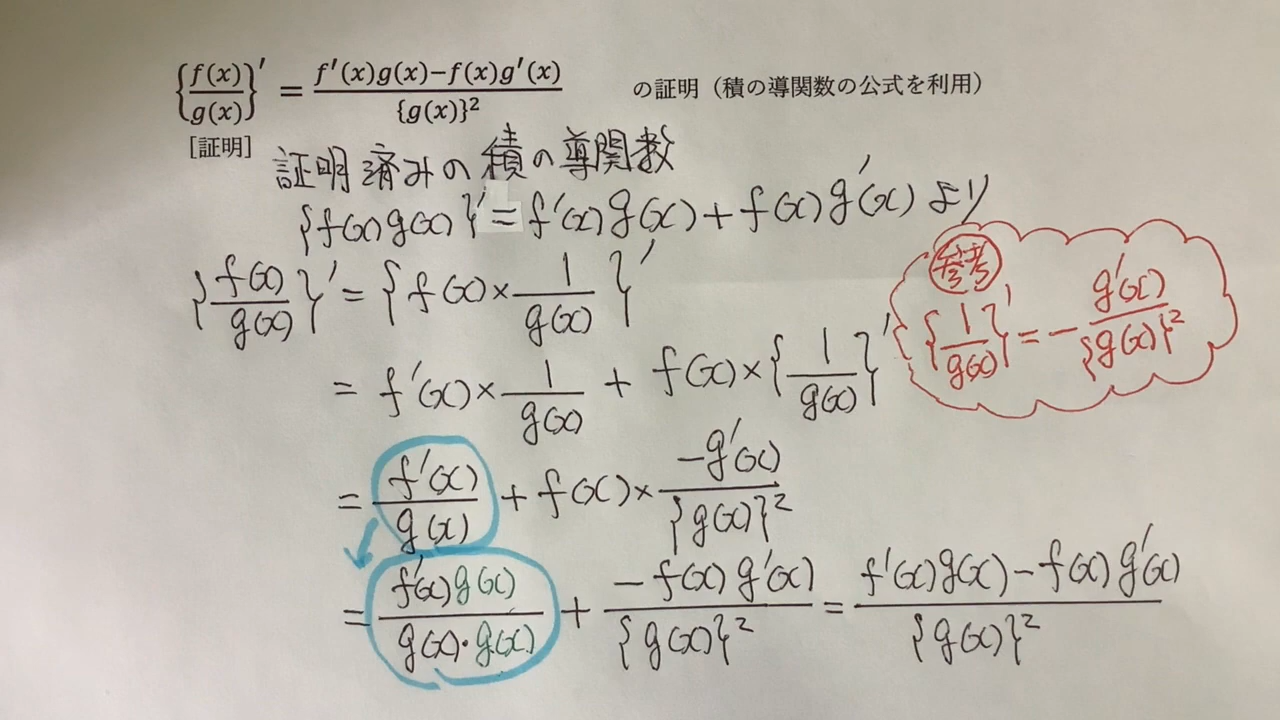 {f(x)/g(x)}′ = f′(x)g(x)−f(x)g′(x)/{g(x)}² の証明（積の導関数の公式を利用）
［証明］
証明済みの積の導関数
{f(x)g(x)}′ = f′(x)g(x)+f(x)g′(x) より
{f(x)/g(x)}′ = {f(x)×1/g(x)}′
= f′(x)×1/g(x) + f(x)×{1/g(x)}′
= f′(x)/g(x) + f(x)×−g′(x)/{g(x)}²
= f′(x)g(x)/g(x)・g(x) + −f(x)g′(x)/{g(x)}² = f′(x)g(x)−f(x)g′(x)/{g(x)}²
参考
{1/g(x)}′ = −g′(x)/{g(x)}²